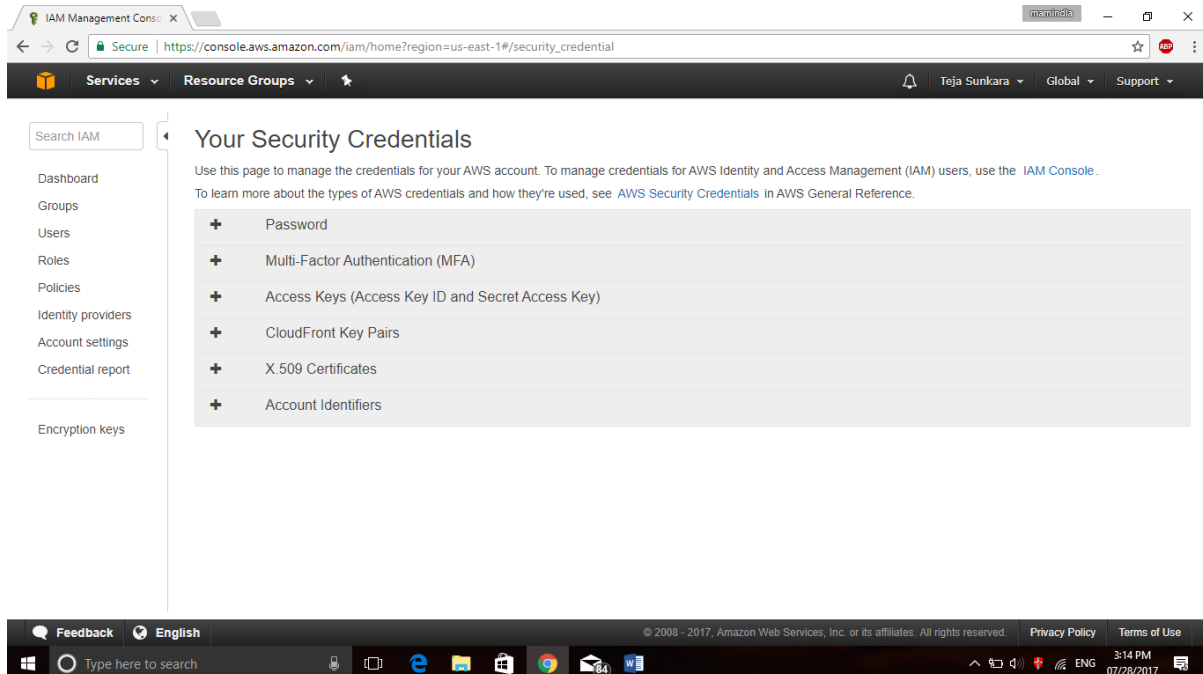 IAM Management Conso
mamindla
Secure https://console.aws.amazon.com/iam/home?region=us-east-1#/security_credential
ABP
Services Resource Groups Teja Sunkara Global Support
Search IAM
Dashboard
Groups
Users
Roles
Policies
Identity providers
Account settings
Credential report
Encryption keys
Your Security Credentials
Use this page to manage the credentials for your AWS account. To manage credentials for AWS Identity and Access Management (IAM) users, use the IAM Console.
To learn more about the types of AWS credentials and how they're used, see AWS Security Credentials in AWS General Reference.
Password
Multi-Factor Authentication (MFA)
Access Keys (Access Key ID and Secret Access Key)
CloudFront Key Pairs
X.509 Certificates
Account Identifiers
Feedback English © 2008 - 2017, Amazon Web Services, Inc. or its affiliates. All rights reserved. Privacy Policy Terms of Use
Type here to search 84 ENG 3:14 PM
07/28/2017